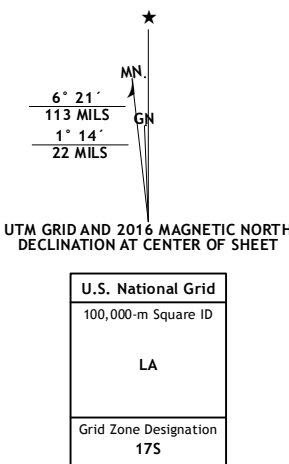 MN
GN
6° 21´
113 MILS
1° 14´
22 MILS
UTM GRID AND 2016 MAGNETIC NORTH
DECLINATION AT CENTER OF SHEET
U.S. National Grid
100,000-m Square ID
LA
Grid Zone Designation
17S